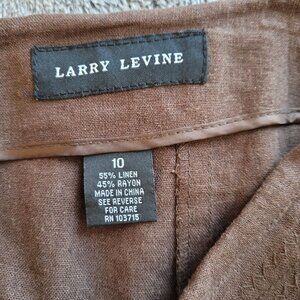 LARRY LEVINE
10
55% LINEN
45% RAYON
MADE IN CHINA
SEE REVERSE
FOR CARE
RN 103715